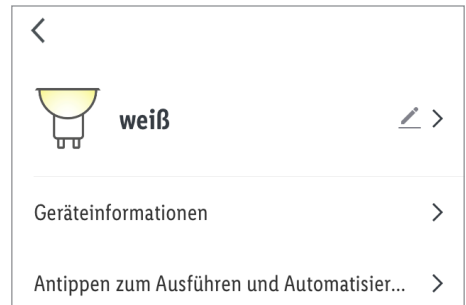 weiß
Geräteinformationen
Antippen zum Ausführen und Automatisier...